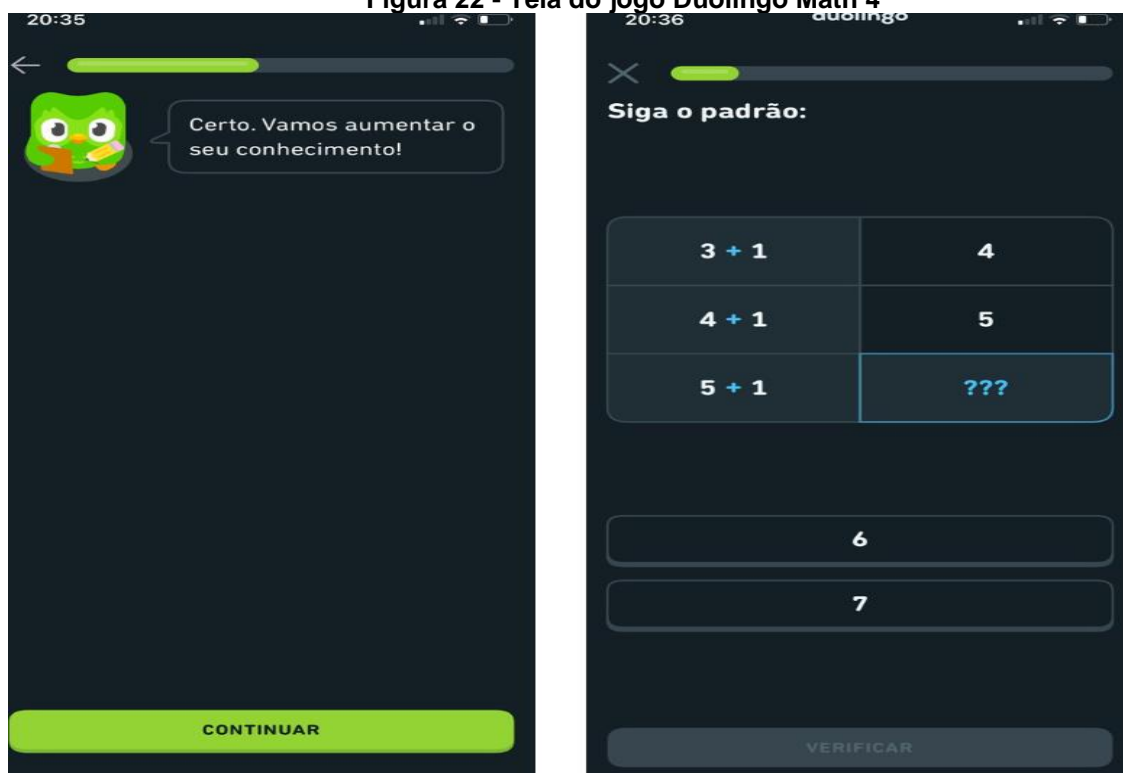 Figura 22 - Tela do jogo Duolingo Math 4
20:35
Certo. Vamos aumentar o
seu conhecimento!
CONTINUAR
20:36
duolingo
Siga o padrão:
3 + 1
4
4 + 1
5
5 + 1
???
6
7
VERIFICAR